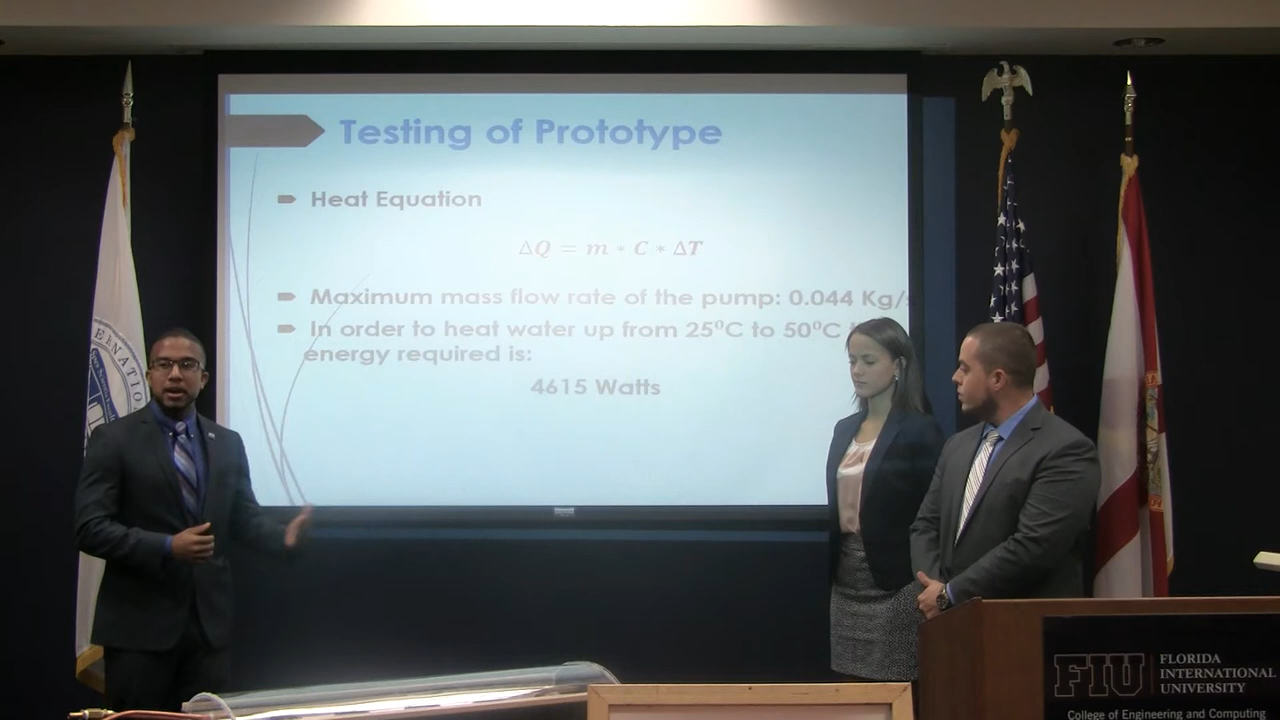 Testing of Prototype
Heat Equation
ΔQ = m * C * ΔT
Maximum mass flow rate of the pump: 0.044 Kg/s
In order to heat water up from 25⁰C to 50⁰C
energy required is:
4615 Watts
ERNATIO
FIU
FLORIDA
INTERNATIONAL
UNIVERSITY
College of Engineering and Computing